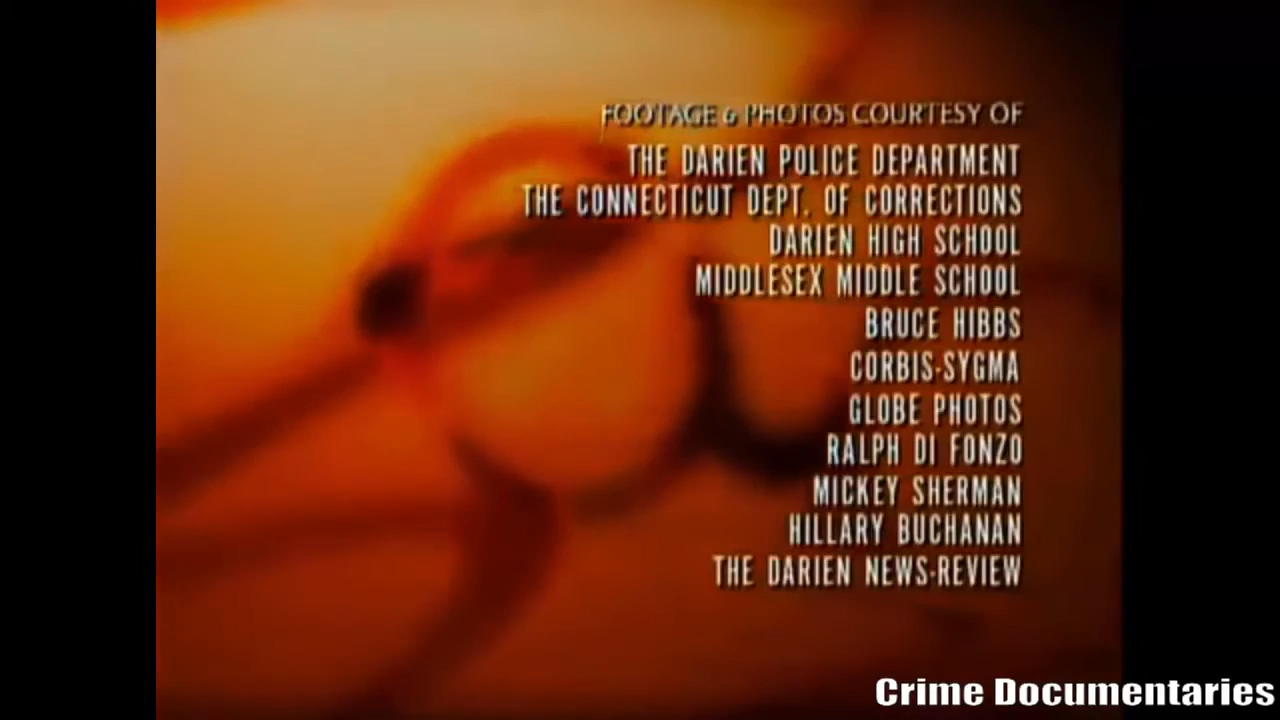 FOOTAGE & PHOTOS COURTESY OF
THE DARIEN POLICE DEPARTMENT
THE CONNECTICUT DEPT. OF CORRECTIONS
DARIEN HIGH SCHOOL
MIDDLESEX MIDDLE SCHOOL
BRUCE HIBBS
CORBIS-SYGMA
GLOBE PHOTOS
RALPH DI FONZO
MICKEY SHERMAN
HILLARY BUCHANAN
THE DARIEN NEWS-REVIEW
Crime Documentaries